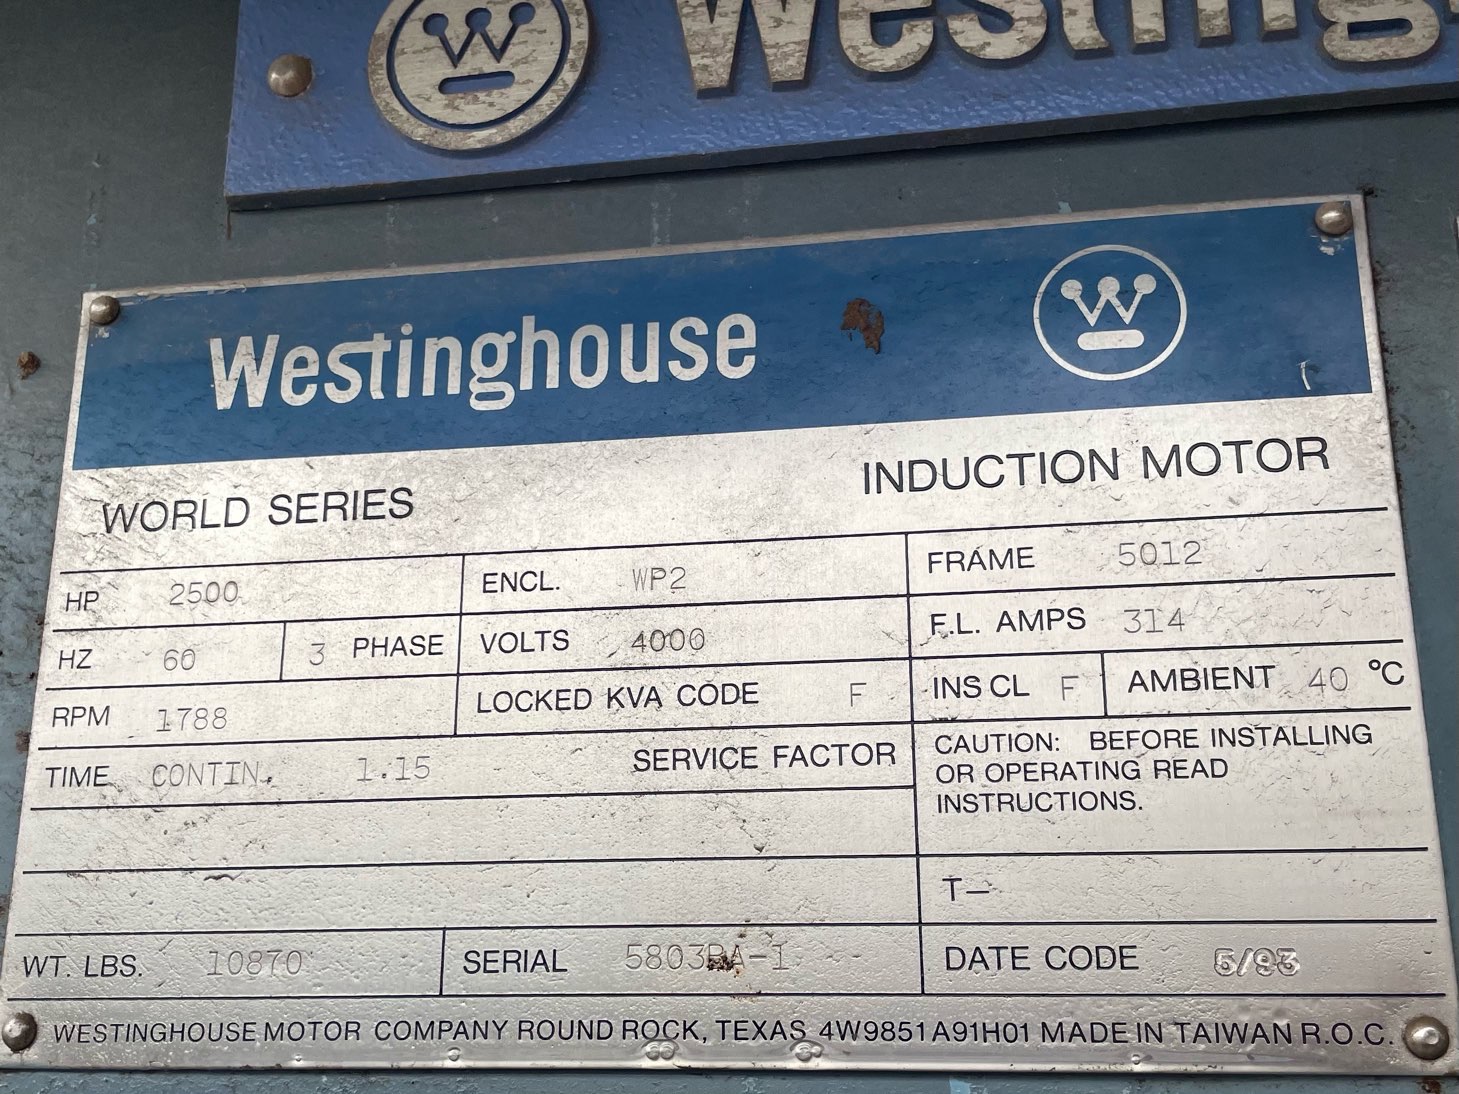 Westing
Westinghouse
WORLD SERIES
INDUCTION MOTOR
HP 2500
ENCL. WP2
FRAME 5012
HZ 60 3 PHASE
VOLTS 4000
F.L. AMPS 314
RPM 1788
LOCKED KVA CODE F
INS CL F AMBIENT 40 °C
TIME CONTIN. 1.15 SERVICE FACTOR
CAUTION: BEFORE INSTALLING
OR OPERATING READ
INSTRUCTIONS.
T—
WT. LBS. 10870
SERIAL
DATE CODE 5/93
WESTINGHOUSE MOTOR COMPANY ROUND ROCK, TEXAS 4W9851A91H01 MADE IN TAIWAN R.O.C.